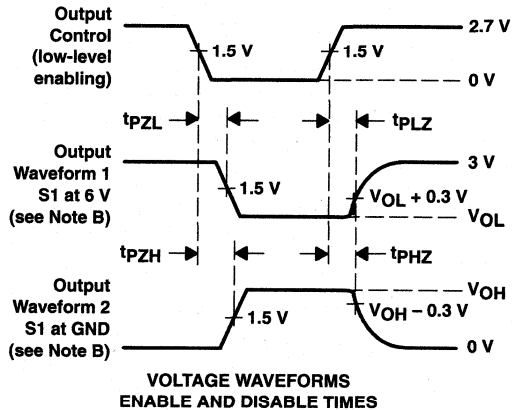 Output
Control
(low-level
enabling)
1.5 V
1.5 V
2.7 V
0 V
tPZL
tPLZ
Output
Waveform 1
S1 at 6 V
(see Note B)
1.5 V
3 V
VOL + 0.3 V
VOL
tPZH
tPHZ
Output
Waveform 2
S1 at GND
(see Note B)
1.5 V
VOH
VOH − 0.3 V
0 V
VOLTAGE WAVEFORMS
ENABLE AND DISABLE TIMES